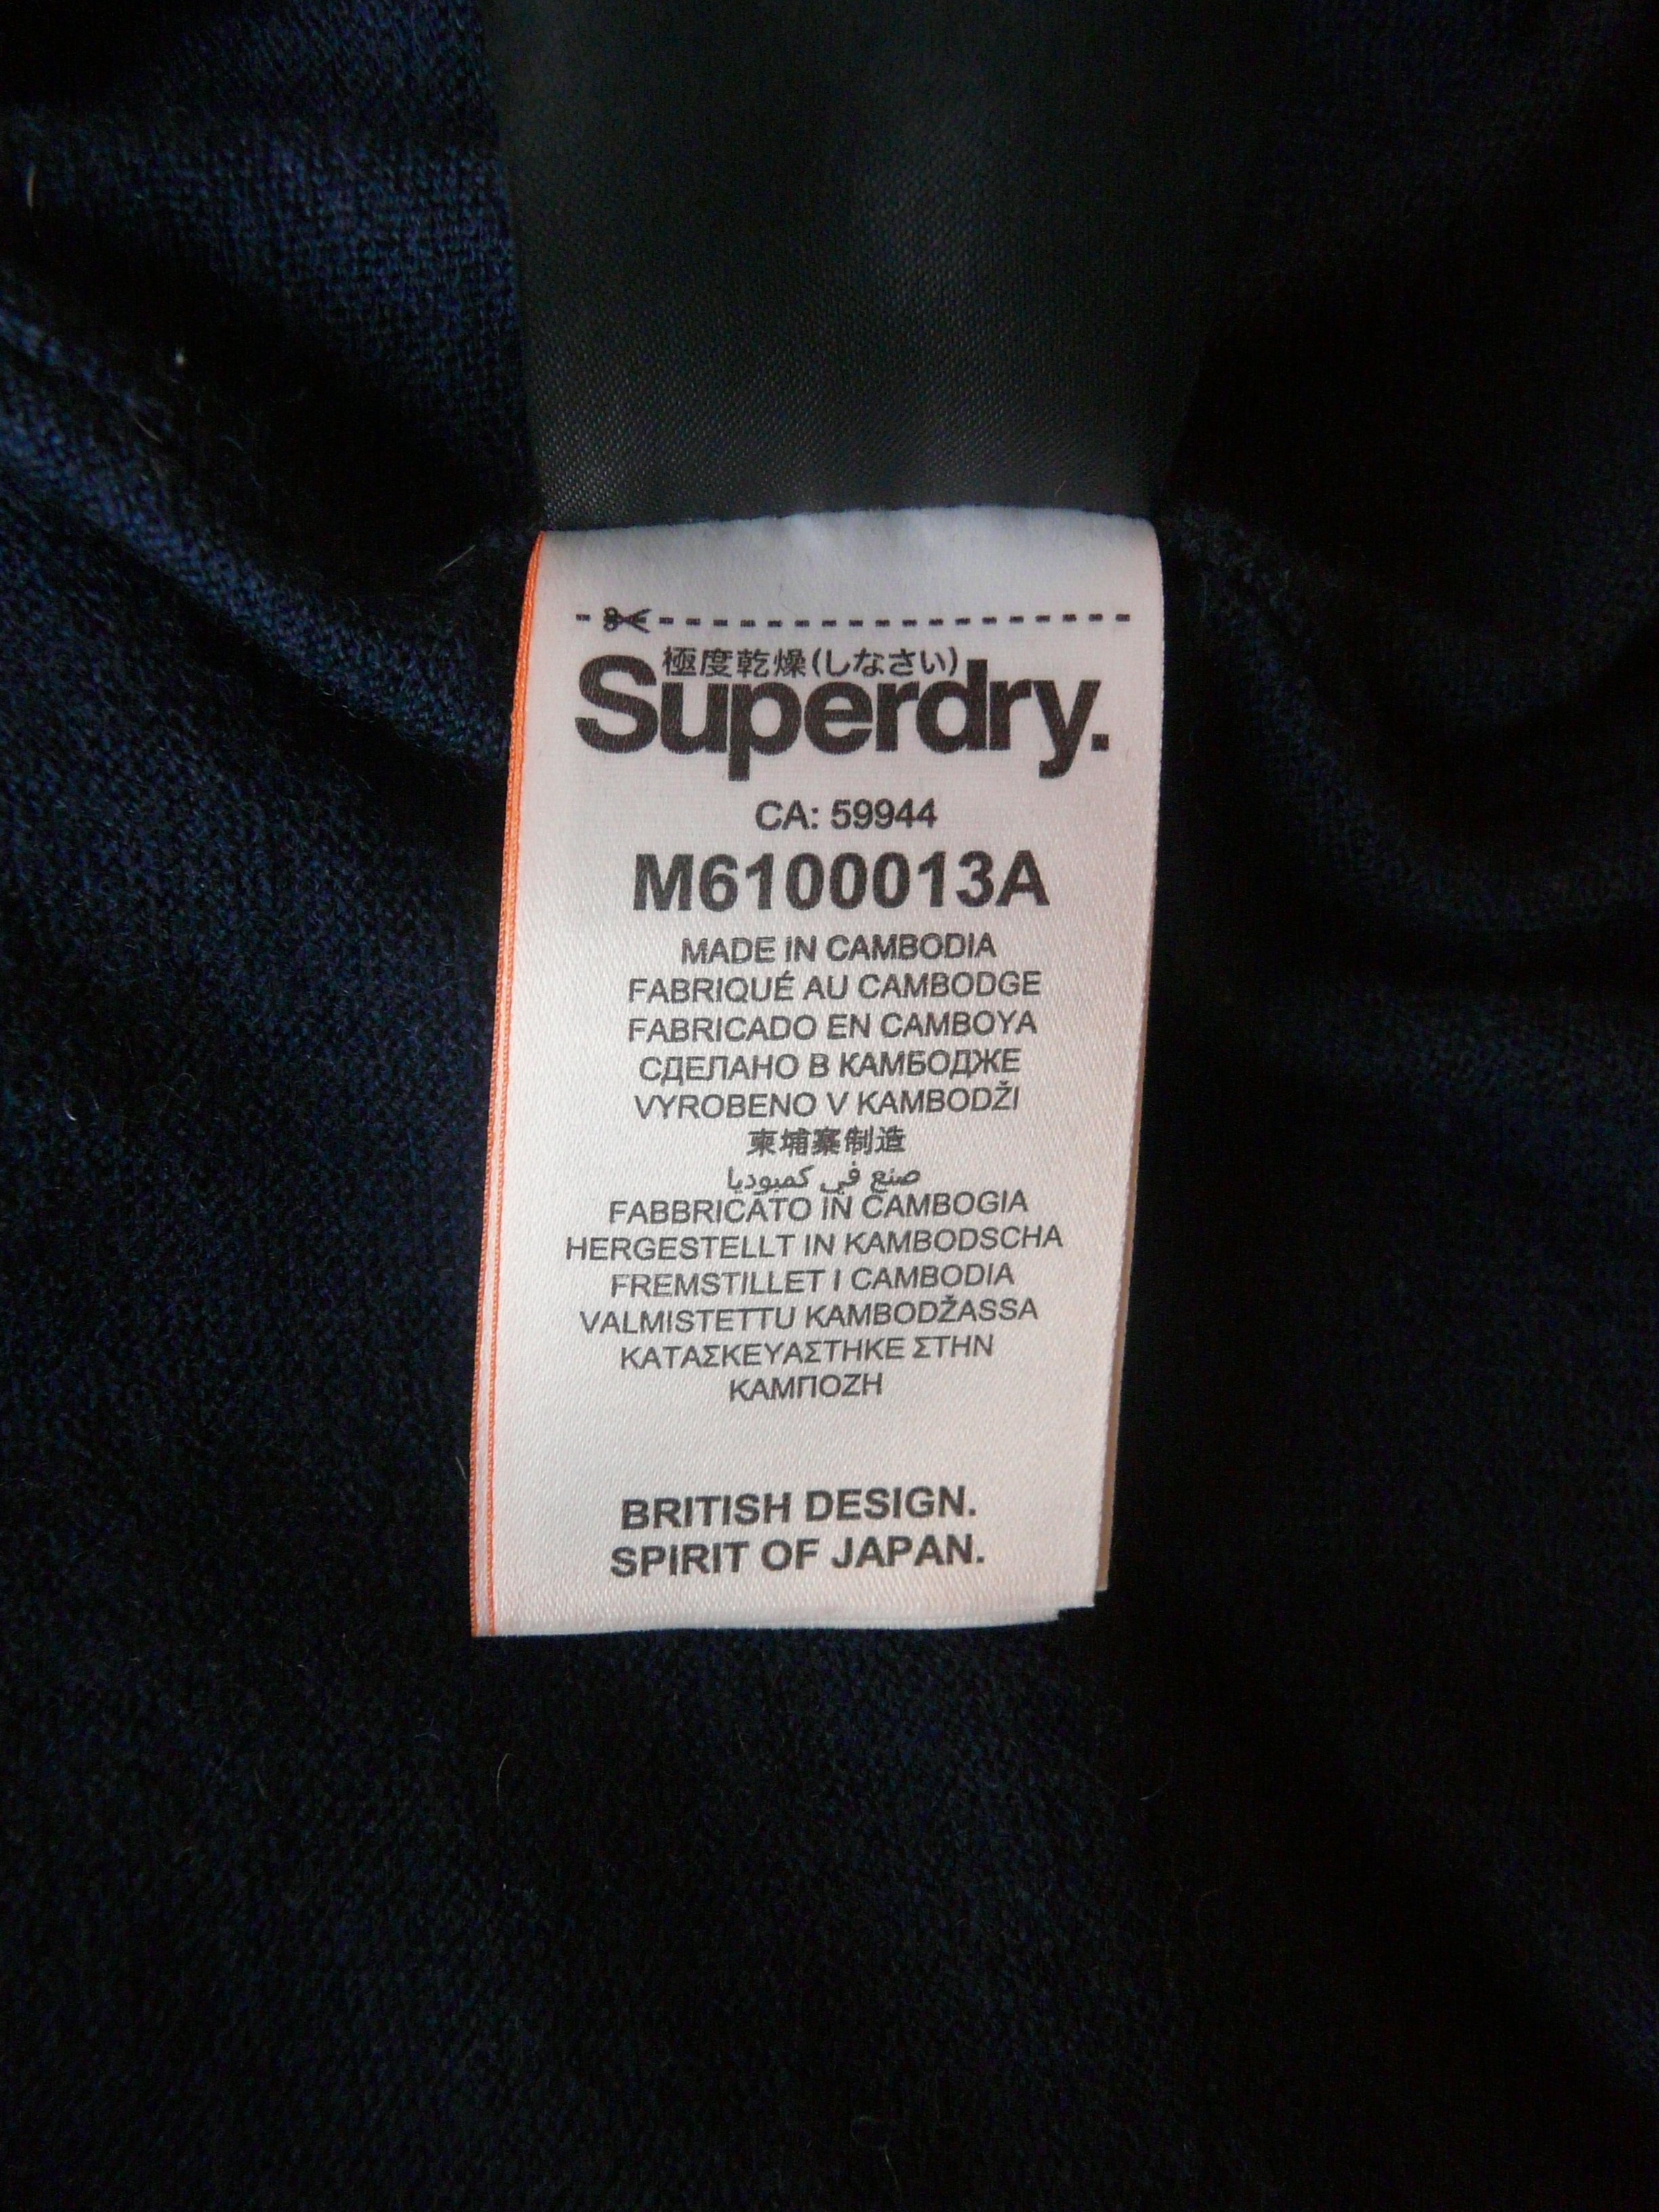 極度乾燥(しなさい)
Superdry.
CA: 59944
M6100013A
MADE IN CAMBODIA
FABRIQUÉ AU CAMBODGE
FABRICADO EN CAMBOYA
СДЕЛАНО В КАМБОДЖЕ
VYROBENO V KAMBODŽI
柬埔寨制造
صنع في كمبوديا
FABBRICATO IN CAMBOGIA
HERGESTELLT IN KAMBODSCHA
FREMSTILLET I CAMBODIA
VALMISTETTU KAMBODŽASSA
ΚΑΤΑΣΚΕΥΑΣΤΗΚΕ ΣΤΗΝ
ΚΑΜΠΟΖΗ
BRITISH DESIGN.
SPIRIT OF JAPAN.